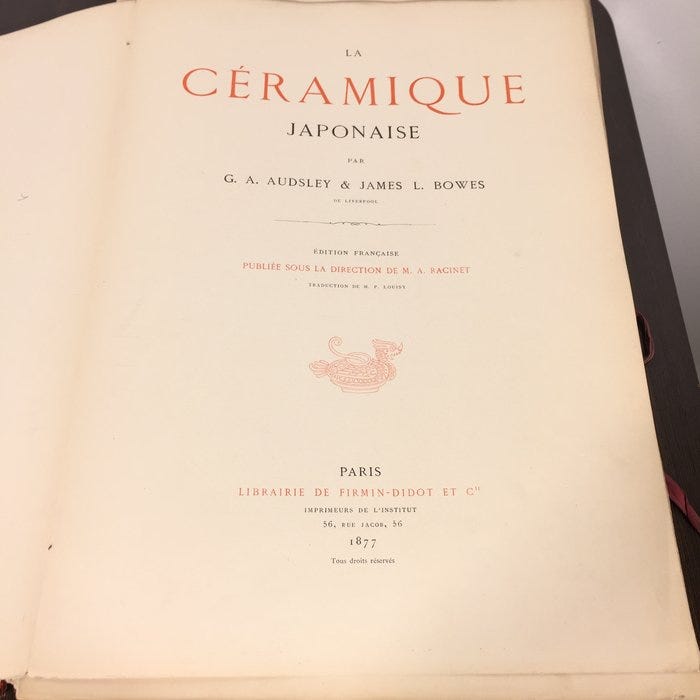 LA
CÉRAMIQUE
JAPONAISE
PAR
G. A. AUDSLEY & JAMES L. BOWES
DE LIVERPOOL
ÉDITION FRANÇAISE
PUBLIÉE SOUS LA DIRECTION DE M. A. RACINET
TRADUCTION DE M. P. LOUISY
PARIS
LIBRAIRIE DE FIRMIN-DIDOT ET Cⁱᵉ
IMPRIMEURS DE L'INSTITUT
56, RUE JACOB, 56
1877
Tous droits réservés